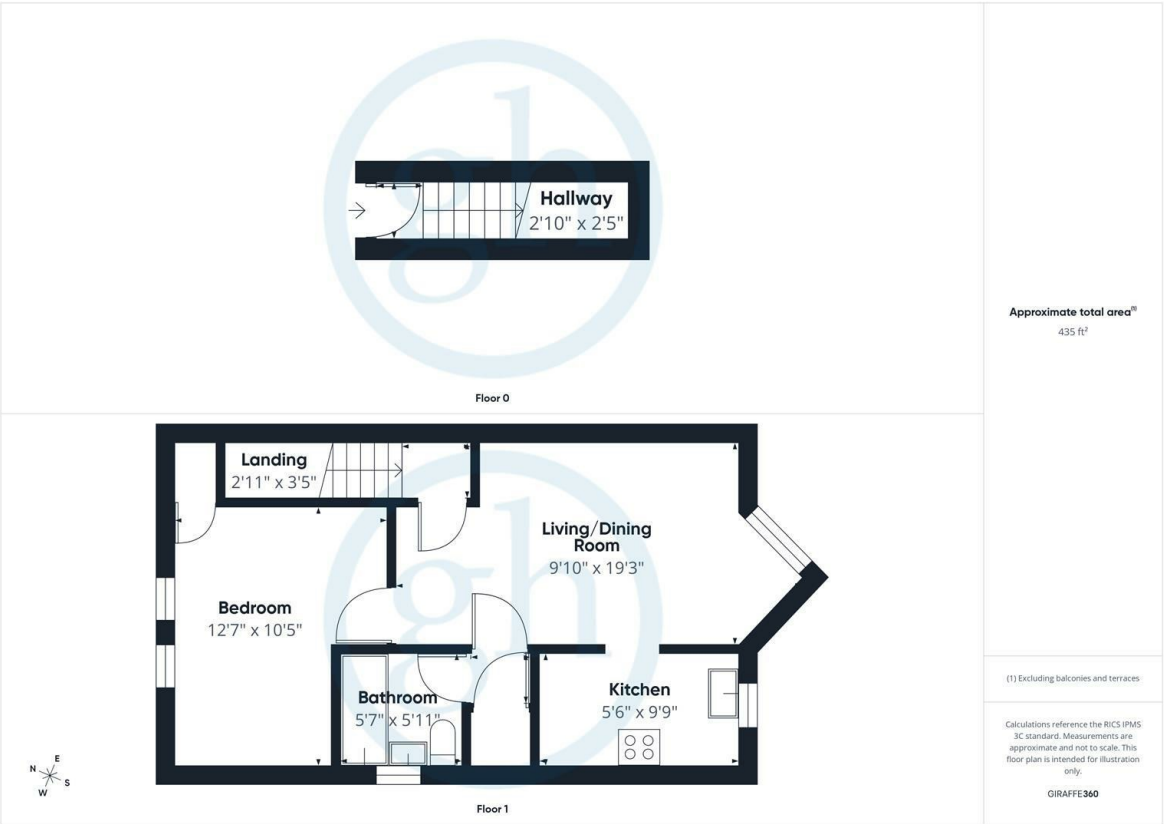 gh
Hallway
2'10" x 2'5"
Floor 0
Landing
2'11" x 3'5"
Living/Dining
Room
9'10" x 19'3"
Bedroom
12'7" x 10'5"
gh
Bathroom
5'7" x 5'11"
Kitchen
5'6" x 9'9"
E
N
S
W
Floor 1
Approximate total area(1)
435 ft²
(1) Excluding balconies and terraces
Calculations reference the RICS IPMS
3C standard. Measurements are
approximate and not to scale. This
floor plan is intended for illustration
only.
GIRAFFE360